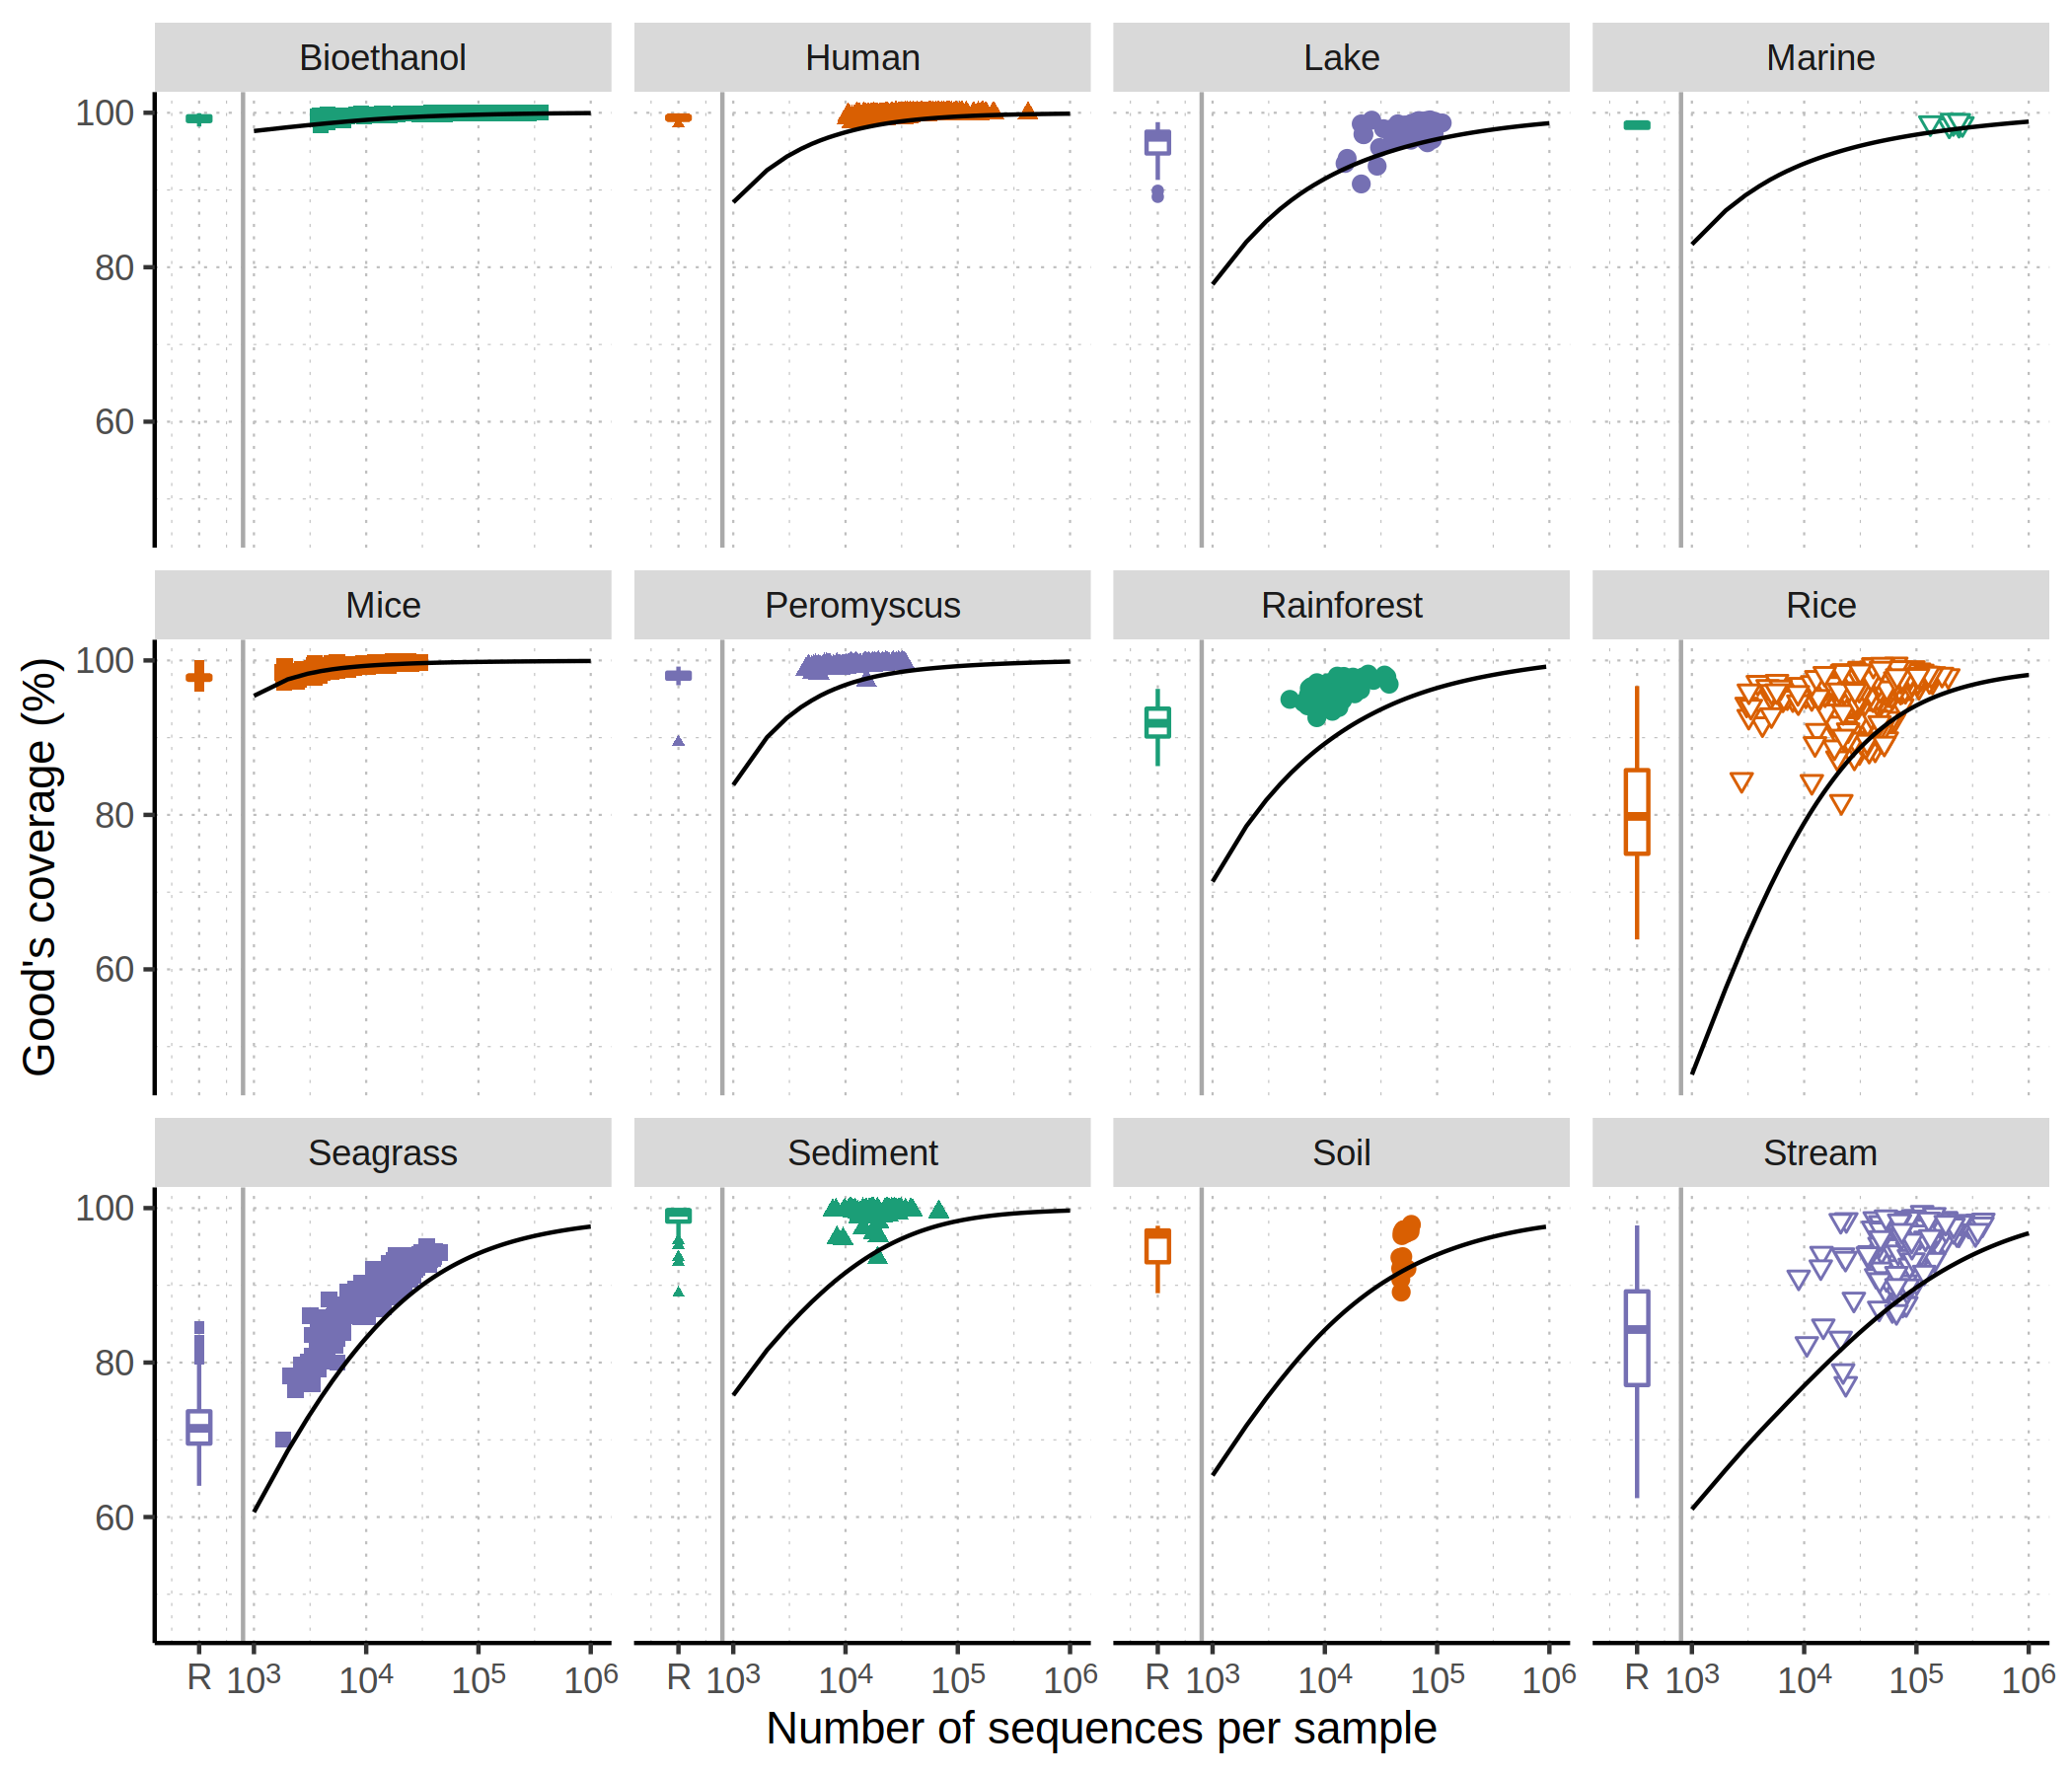 Bioethanol Human Lake Marine
100
80
60
Mice Peromyscus Rainforest Rice
100
80
60
Seagrass Sediment Soil Stream
100
80
60
R 10³ 10⁴ 10⁵ 10⁶ R 10³ 10⁴ 10⁵ 10⁶ R 10³ 10⁴ 10⁵ 10⁶ R 10³ 10⁴ 10⁵ 10⁶
Number of sequences per sample
Good's coverage (%)